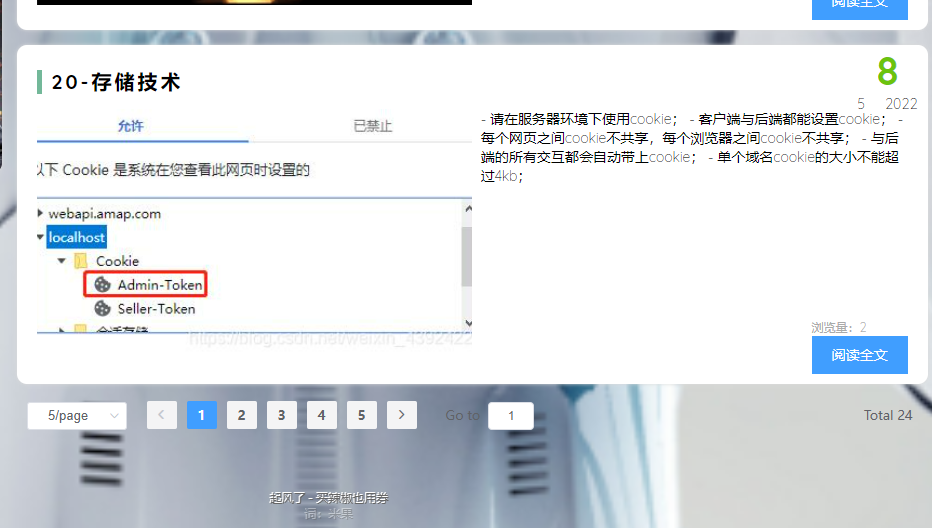 阅读全文
20-存储技术
8
5 2022
允许 已禁止
以下 Cookie 是系统在您查看此网页时设置的
webapi.amap.com
localhost
Cookie
Admin-Token
Seller-Token
会话存储
https://blog.csdn.net/weixin_4392422
- 请在服务器环境下使用cookie； - 客户端与后端都能设置cookie； -
每个网页之间cookie不共享，每个浏览器之间cookie不共享； - 与后
端的所有交互都会自动带上cookie； - 单个域名cookie的大小不能超
过4kb；
浏览量：2
阅读全文
5/page 1 2 3 4 5 Go to 1 Total 24
起风了 - 买辣椒也用券
词：米果